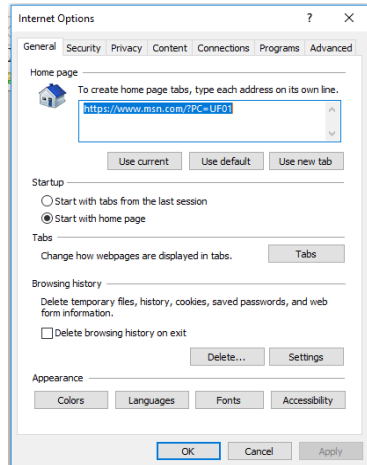 Internet Options ? X
General Security Privacy Content Connections Programs Advanced
Home page
To create home page tabs, type each address on its own line.
https://www.msn.com/?PC=UF01
Use current Use default Use new tab
Startup
Start with tabs from the last session
Start with home page
Tabs
Change how webpages are displayed in tabs. Tabs
Browsing history
Delete temporary files, history, cookies, saved passwords, and web
form information.
Delete browsing history on exit
Delete... Settings
Appearance
Colors Languages Fonts Accessibility
OK Cancel Apply